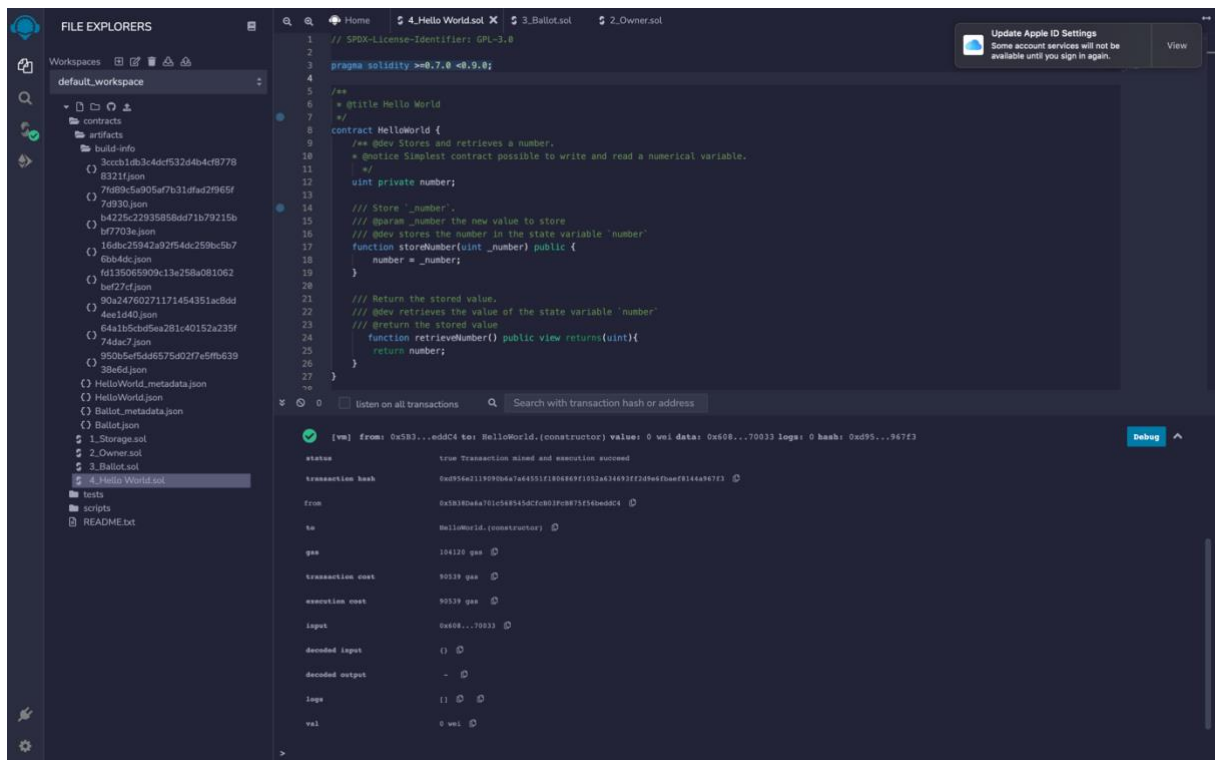 FILE EXPLORERS
Workspaces
default_workspace
contracts
artifacts
build-info
3cccb1db3c4dcf532d4b4cf8778
8321f.json
7fd89c5a905af7b31dfad2f965f
7d930.json
b4225c22935858dd71b79215b
bf7703e.json
16dbc25942a92f54dc259bc5b7
6bb4dc.json
fd135065909c13e258a081062
bef27cf.json
90a24760271171454351ac8dd
4ee1d40.json
64a1b5cbd5ea281c40152a235f
74dac7.json
950b5ef5dd6575d02f7e5ffb639
38e6d.json
{} HelloWorld_metadata.json
{} HelloWorld.json
{} Ballot_metadata.json
{} Ballot.json
1_Storage.sol
2_Owner.sol
3_Ballot.sol
4_Hello World.sol
tests
scripts
README.txt
Home 4_Hello World.sol X 3_Ballot.sol 2_Owner.sol
Update Apple ID Settings
Some account services will not be
available until you sign in again.
View
1 // SPDX-License-Identifier: GPL-3.0
2
3 pragma solidity >=0.7.0 <0.9.0;
4
5 /**
6 * @title Hello World
7 */
8 contract HelloWorld {
9 /** @dev Stores and retrieves a number.
10 * @notice Simplest contract possible to write and read a numerical variable.
11 */
12 uint private number;
13
14 /// Store `_number`.
15 /// @param _number the new value to store
16 /// @dev stores the number in the state variable `number`
17 function storeNumber(uint _number) public {
18 number = _number;
19 }
20
21 /// Return the stored value.
22 /// @dev retrieves the value of the state variable `number`
23 /// @return the stored value
24 function retrieveNumber() public view returns(uint){
25 return number;
26 }
27 }
28
0 listen on all transactions Search with transaction hash or address
[vm] from: 0x5B3...eddC4 to: HelloWorld.(constructor) value: 0 wei data: 0x608...70033 logs: 0 hash: 0xd95...967f3
Debug
status true Transaction mined and execution succeed
transaction hash
from 0x5B38Da6a701c568545dCfcB03FcB875f56beddC4
to HelloWorld.(constructor)
gas 104120 gas
transaction cost 90539 gas
execution cost 90539 gas
input 0x608...70033
decoded input {}
decoded output -
logs []
val 0 wei
>